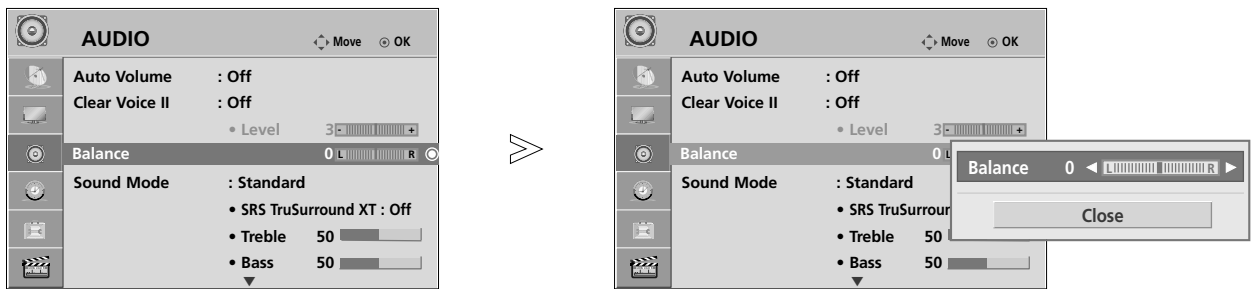 AUDIO Move OK
Auto Volume : Off
Clear Voice II : Off
• Level 3 - +
Balance 0 L R
Sound Mode : Standard
• SRS TruSurround XT : Off
• Treble 50
• Bass 50
AUDIO Move OK
Auto Volume : Off
Clear Voice II : Off
• Level 3 - +
Balance 0 L
Sound Mode : Standard
• SRS TruSurroun
• Treble 50
• Bass 50
Balance 0 L R
Close